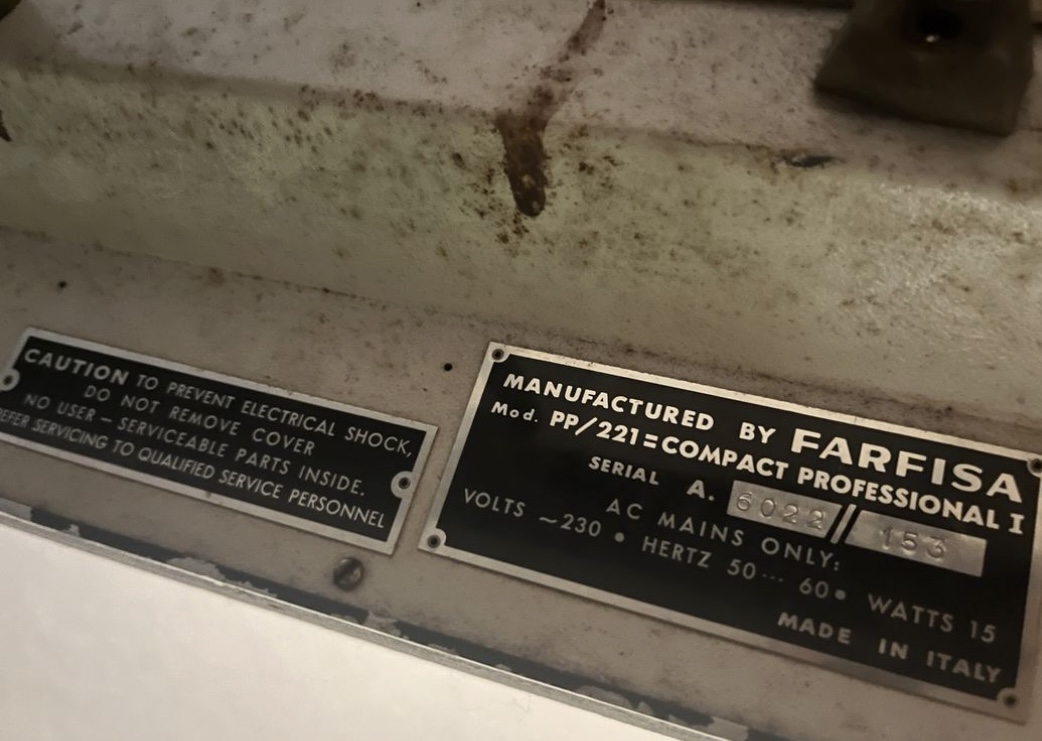 CAUTION TO PREVENT ELECTRICAL SHOCK,
DO NOT REMOVE COVER
NO USER – SERVICEABLE PARTS INSIDE.
REFER SERVICING TO QUALIFIED SERVICE PERSONNEL
MANUFACTURED BY FARFISA
Mod. PP/221=COMPACT PROFESSIONAL I
SERIAL A. 6022//153
AC MAINS ONLY:
VOLTS ~230 • HERTZ 50... 60• WATTS 15
MADE IN ITALY